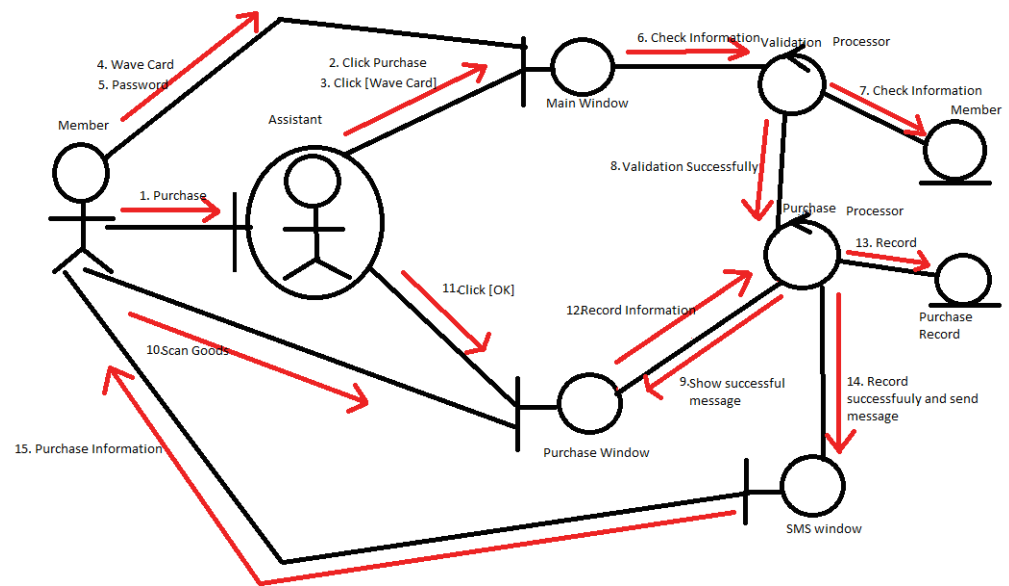 6. Check Information
Validation Processor
4. Wave Card
5. Password
2. Click Purchase
3. Click [Wave Card]
7. Check Information
Main Window
Member
Member
Assistant
8. Validation Successfully
1. Purchase
Purchase Processor
13. Record
11. Click [OK]
12Record Information
Purchase
Record
10.Scan Goods
9.Show successful
message
14. Record
successfuuly and send
message
15. Purchase Information
Purchase Window
SMS window